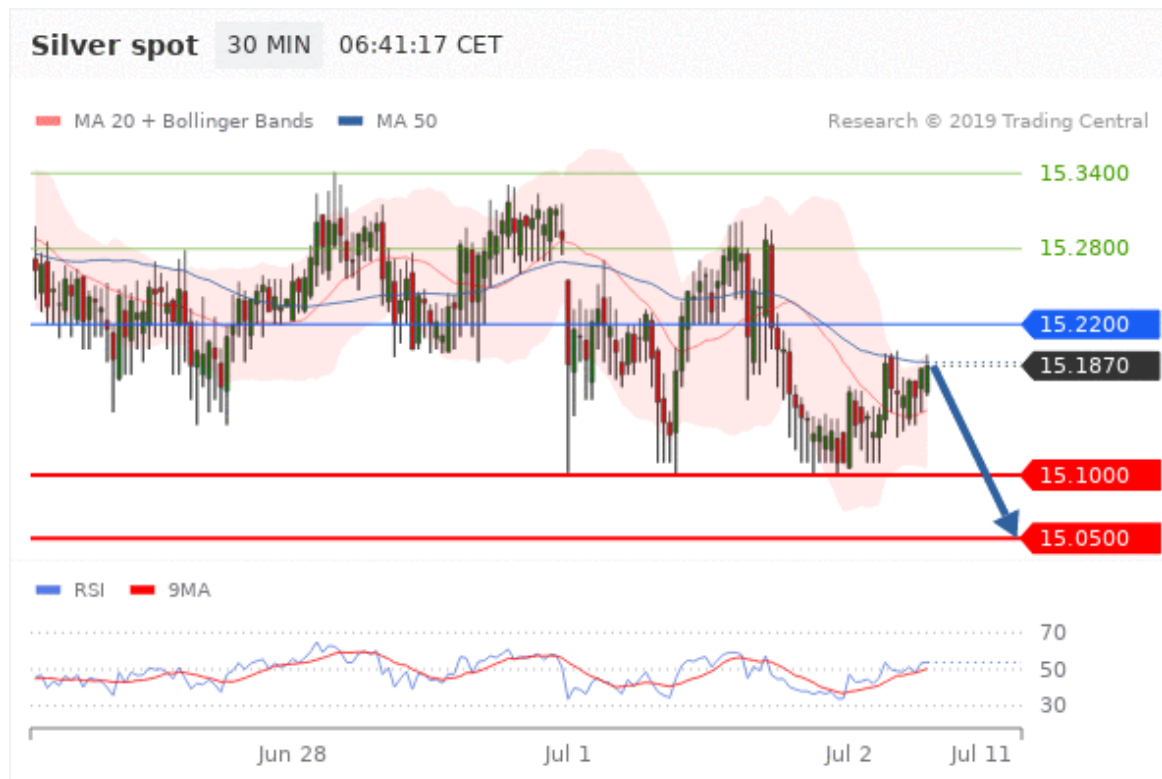 Silver spot 30 MIN 06:41:17 CET
MA 20 + Bollinger Bands MA 50 Research © 2019 Trading Central
15.3400
15.2800
15.2200
15.1870
15.1000
15.0500
RSI 9MA
70
50
30
Jun 28 Jul 1 Jul 2 Jul 11